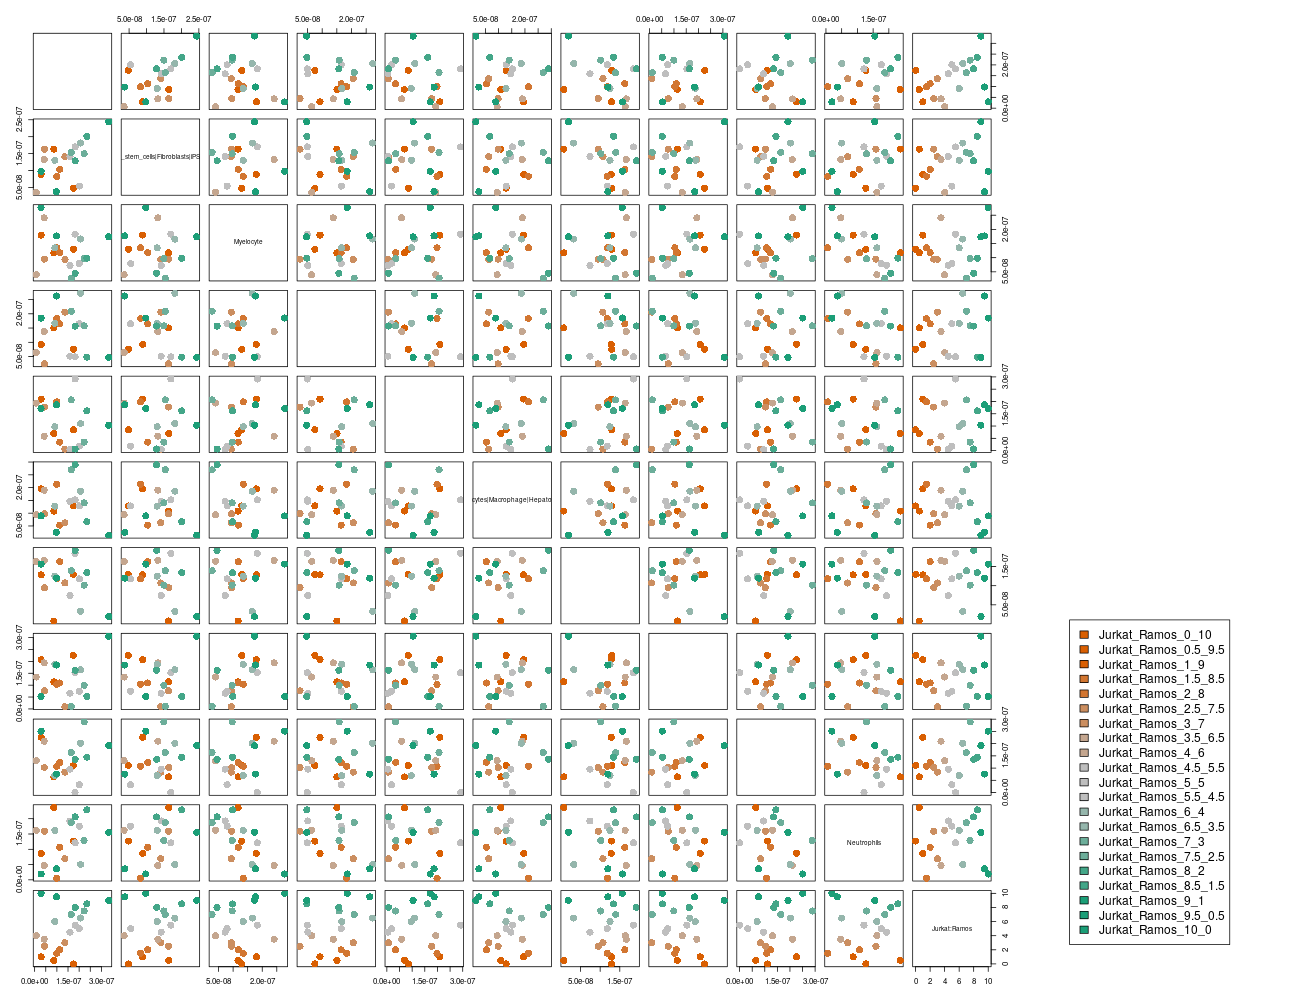 5.0e-08 2.0e-07 5.0e-08 2.0e-07 0.0e+00 1.5e-07 3.0e-07 0.0e+00 1.5e-07
5.0e-08 1.5e-07 2.5e-07
0.0e+00 2.0e-07
5.0e-08 1.5e-07 2.5e-07
_stem_cells|Fibroblasts|IPS
Myelocyte
5.0e-08 2.0e-07
5.0e-08 2.0e-07
0.0e+00 1.5e-07 3.0e-07
5.0e-08 2.0e-07
cytes|Macrophage|Hepato
5.0e-08 1.5e-07
0.0e+00 1.5e-07 3.0e-07
0.0e+00 1.5e-07 3.0e-07
0.0e+00 1.5e-07
Neutrophils
Jurkat:Ramos
0 2 4 6 8 10
0.0e+00 1.5e-07 3.0e-07
5.0e-08 2.0e-07
0.0e+00 1.5e-07 3.0e-07
5.0e-08 1.5e-07
0.0e+00 1.5e-07 3.0e-07
0 2 4 6 8 10
Jurkat_Ramos_0_10
Jurkat_Ramos_0.5_9.5
Jurkat_Ramos_1_9
Jurkat_Ramos_1.5_8.5
Jurkat_Ramos_2_8
Jurkat_Ramos_2.5_7.5
Jurkat_Ramos_3_7
Jurkat_Ramos_3.5_6.5
Jurkat_Ramos_4_6
Jurkat_Ramos_4.5_5.5
Jurkat_Ramos_5_5
Jurkat_Ramos_5.5_4.5
Jurkat_Ramos_6_4
Jurkat_Ramos_6.5_3.5
Jurkat_Ramos_7_3
Jurkat_Ramos_7.5_2.5
Jurkat_Ramos_8_2
Jurkat_Ramos_8.5_1.5
Jurkat_Ramos_9_1
Jurkat_Ramos_9.5_0.5
Jurkat_Ramos_10_0